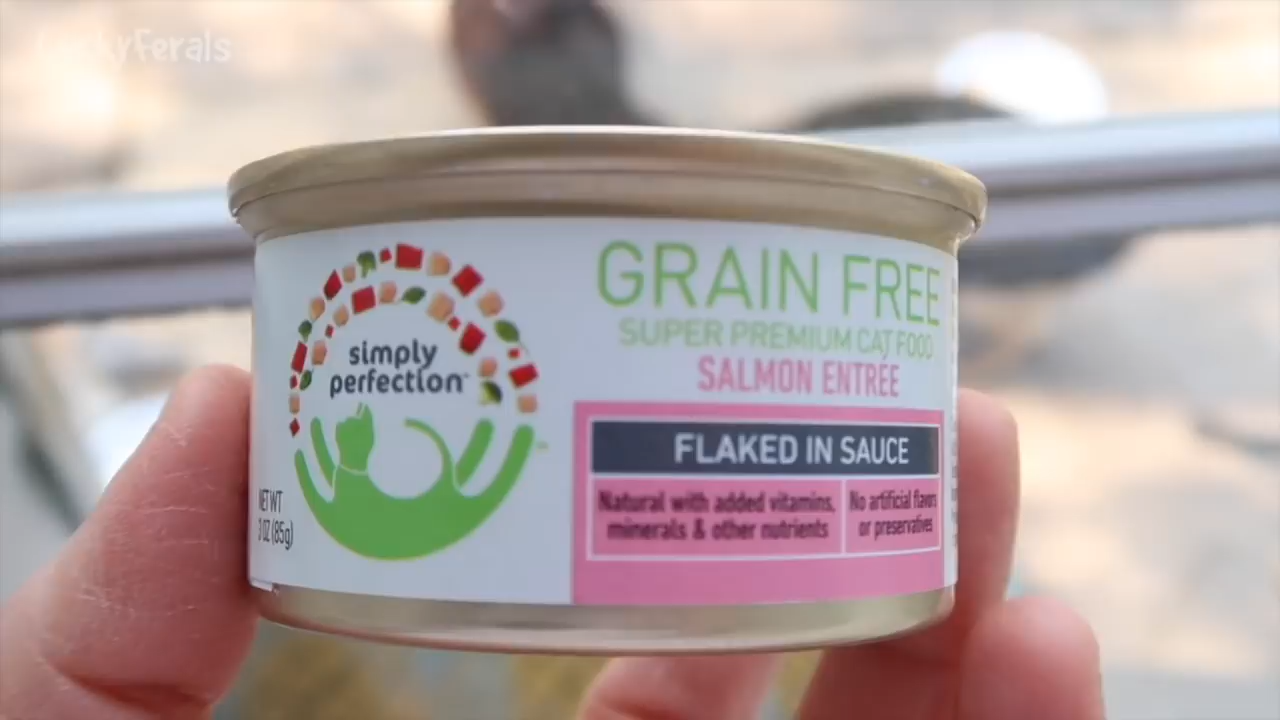 simply
perfection™
NET WT
3 OZ (85g)
GRAIN FREE
SUPER PREMIUM CAT FOOD
SALMON ENTRÉE
FLAKED IN SAUCE
Natural with added vitamins,
minerals & other nutrients
No artificial flavors
or preservatives